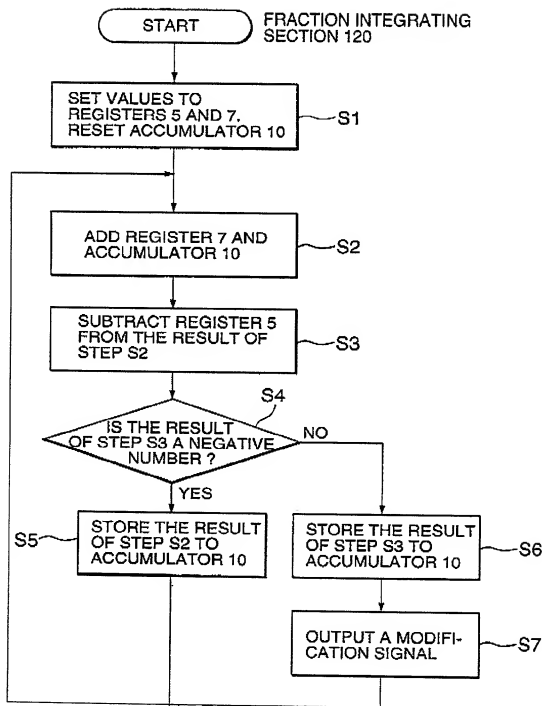 START
FRACTION INTEGRATING
SECTION 120
SET VALUES TO
REGISTERS 5 AND 7,
RESET ACCUMULATOR 10
S1
ADD REGISTER 7 AND
ACCUMULATOR 10
S2
SUBTRACT REGISTER 5
FROM THE RESULT OF
STEP S2
S3
S4
IS THE RESULT
OF STEP S3 A NEGATIVE
NUMBER ?
NO
YES
S5
STORE THE RESULT
OF STEP S2 TO
ACCUMULATOR 10
STORE THE RESULT
OF STEP S3 TO
ACCUMULATOR 10
S6
OUTPUT A MODIFI-
CATION SIGNAL
S7